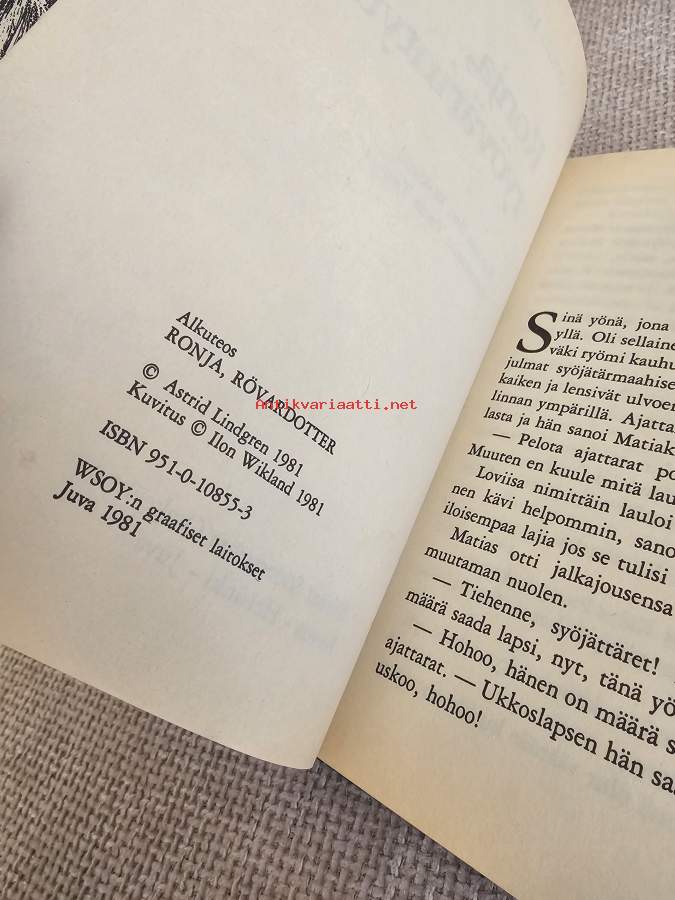 Alkuteos
RONJA, RÖVARDOTTER
© Astrid Lindgren 1981
Kuvitus © Ilon Wikland 1981
ISBN 951-0-10855-3
WSOY:n graafiset laitokset
Juva 1981
Antikvariaatti.net
Sinä yönä, jona
syllä. Oli sellaine
väki ryömi kauhu
julmat syöjätärmaahise
kaiken ja lensivät ulvoen
linnan ympärillä. Ajattar
lasta ja hän sanoi Matiak
— Pelota ajattarat po
Muuten en kuule mitä lau
Loviisa nimittäin lauloi
nen kävi helpommin, sano
iloisempaa lajia jos se tulisi
Matias otti jalkajousensa
muutaman nuolen.
— Tiehenne, syöjättäret!
määrä saada lapsi, nyt, tänä yö
— Hohoo, hänen on määrä s
ajattarat. — Ukkoslapsen hän saa
uskoo, hohoo!